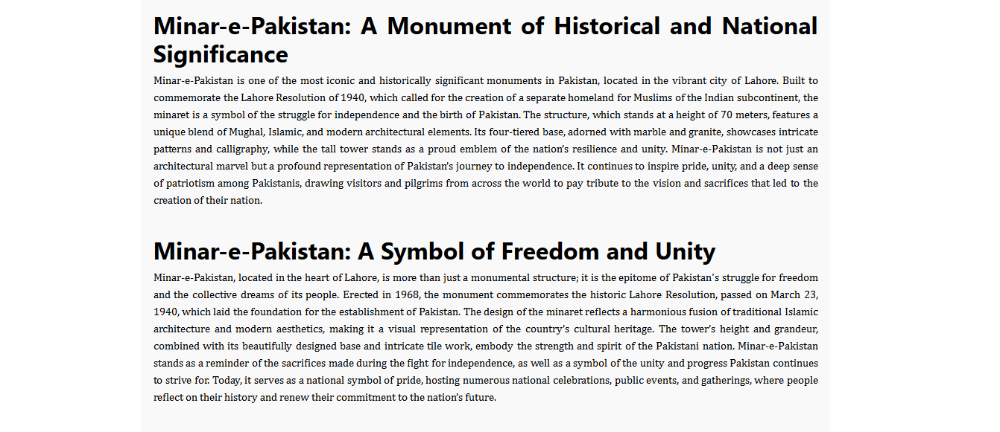 Minar-e-Pakistan: A Monument of Historical and National
Significance
Minar-e-Pakistan is one of the most iconic and historically significant monuments in Pakistan, located in the vibrant city of Lahore. Built to
commemorate the Lahore Resolution of 1940, which called for the creation of a separate homeland for Muslims of the Indian subcontinent, the
minaret is a symbol of the struggle for independence and the birth of Pakistan. The structure, which stands at a height of 70 meters, features a
unique blend of Mughal, Islamic, and modern architectural elements. Its four-tiered base, adorned with marble and granite, showcases intricate
patterns and calligraphy, while the tall tower stands as a proud emblem of the nation's resilience and unity. Minar-e-Pakistan is not just an
architectural marvel but a profound representation of Pakistan's journey to independence. It continues to inspire pride, unity, and a deep sense
of patriotism among Pakistanis, drawing visitors and pilgrims from across the world to pay tribute to the vision and sacrifices that led to the
creation of their nation.
Minar-e-Pakistan: A Symbol of Freedom and Unity
Minar-e-Pakistan, located in the heart of Lahore, is more than just a monumental structure; it is the epitome of Pakistan's struggle for freedom
and the collective dreams of its people. Erected in 1968, the monument commemorates the historic Lahore Resolution, passed on March 23,
1940, which laid the foundation for the establishment of Pakistan. The design of the minaret reflects a harmonious fusion of traditional Islamic
architecture and modern aesthetics, making it a visual representation of the country's cultural heritage. The tower's height and grandeur,
combined with its beautifully designed base and intricate tile work, embody the strength and spirit of the Pakistani nation. Minar-e-Pakistan
stands as a reminder of the sacrifices made during the fight for independence, as well as a symbol of the unity and progress Pakistan continues
to strive for. Today, it serves as a national symbol of pride, hosting numerous national celebrations, public events, and gatherings, where people
reflect on their history and renew their commitment to the nation's future.